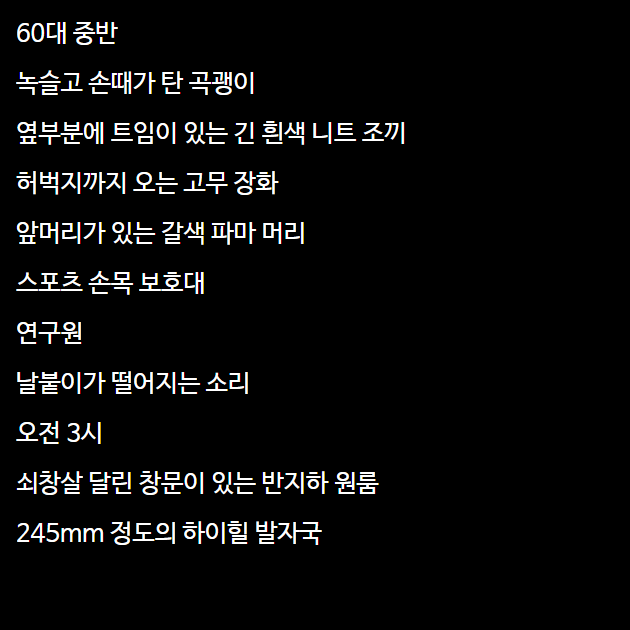 60대 중반
녹슬고 손때가 탄 곡괭이
옆부분에 트임이 있는 긴 흰색 니트 조끼
허벅지까지 오는 고무 장화
앞머리가 있는 갈색 파마 머리
스포츠 손목 보호대
연구원
날붙이가 떨어지는 소리
오전 3시
쇠창살 달린 창문이 있는 반지하 원룸
245mm 정도의 하이힐 발자국